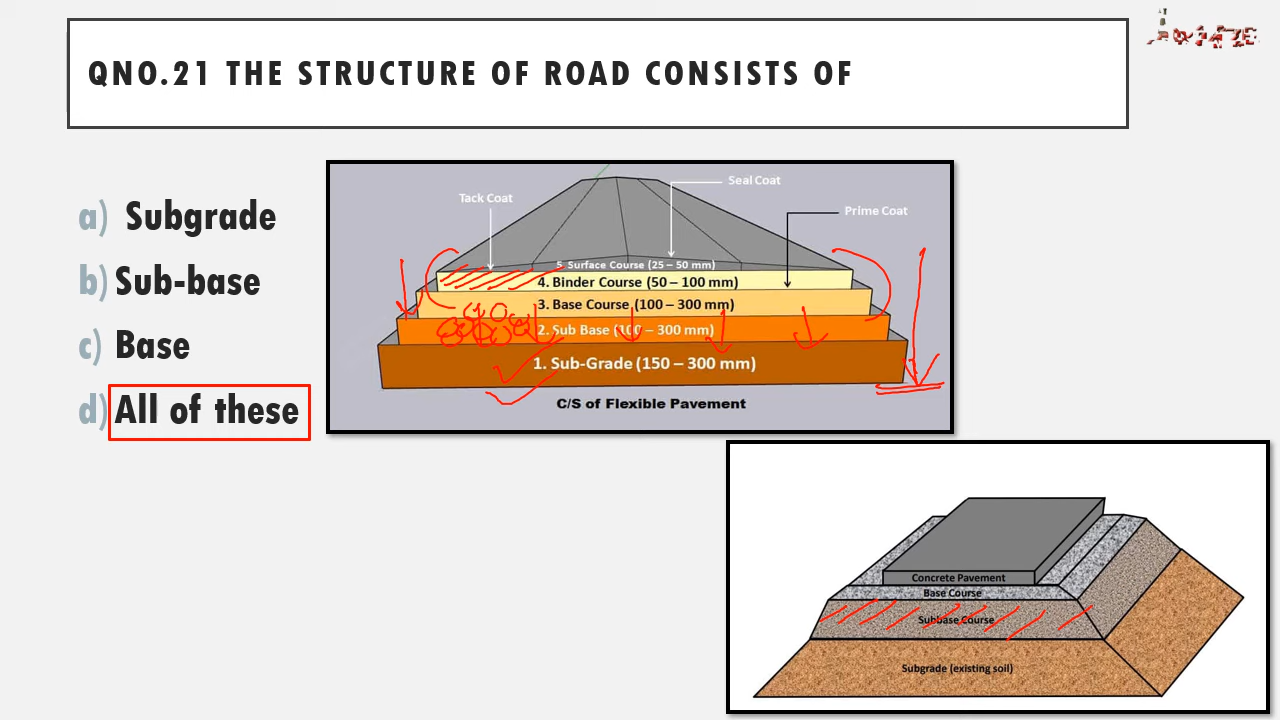 QNO.21 THE STRUCTURE OF ROAD CONSISTS OF
a) Subgrade
b) Sub-base
c) Base
d) All of these
Tack Coat
Seal Coat
Prime Coat
5. Surface Course (25 – 50 mm)
4. Binder Course (50 – 100 mm)
3. Base Course (100 – 300 mm)
2. Sub Base (100 – 300 mm)
1. Sub-Grade (150 – 300 mm)
C/S of Flexible Pavement
Concrete Pavement
Base Course
Subbase Course
Subgrade (existing soil)